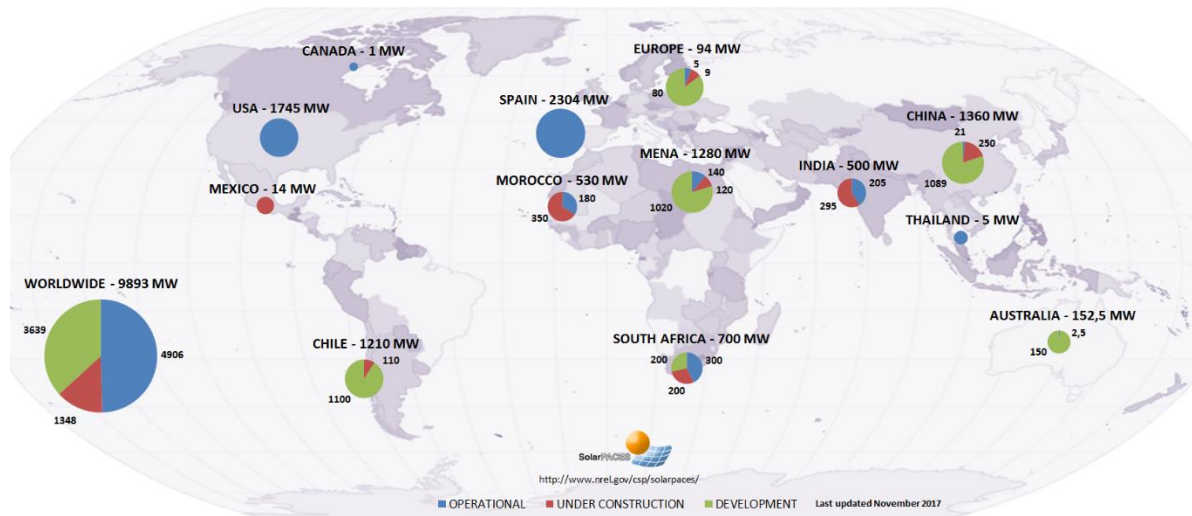 CANADA - 1 MW
EUROPE - 94 MW
5
9
80
USA - 1745 MW
SPAIN - 2304 MW
CHINA - 1360 MW
21
250
1089
MENA - 1280 MW
140
120
1020
INDIA - 500 MW
205
295
MEXICO - 14 MW
MOROCCO - 530 MW
180
350
THAILAND - 5 MW
WORLDWIDE - 9893 MW
3639
4906
1348
CHILE - 1210 MW
110
1100
SOUTH AFRICA - 700 MW
200
300
200
AUSTRALIA - 152,5 MW
2,5
150
SolarPACES
http://www.nrel.gov/csp/solarpaces/
OPERATIONAL UNDER CONSTRUCTION DEVELOPMENT Last updated November 2017